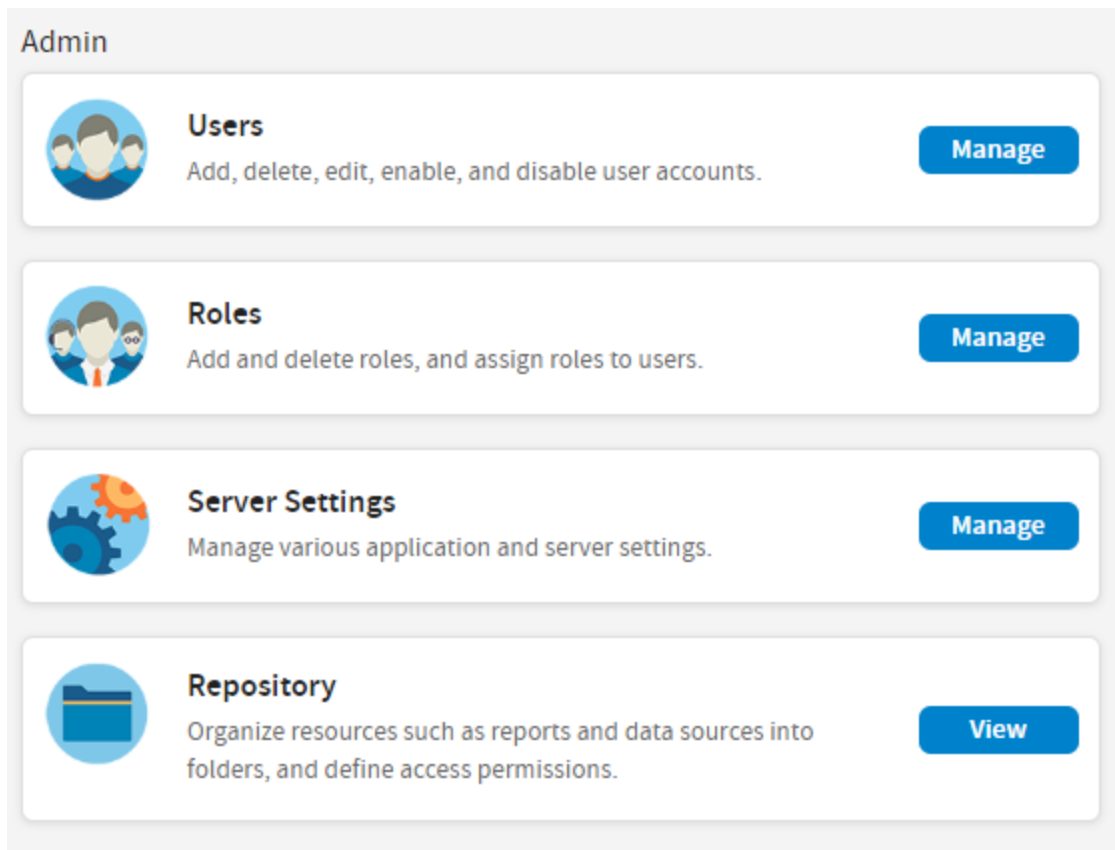 Admin
Users
Add, delete, edit, enable, and disable user accounts.
Manage
Roles
Add and delete roles, and assign roles to users.
Manage
Server Settings
Manage various application and server settings.
Manage
Repository
Organize resources such as reports and data sources into
folders, and define access permissions.
View